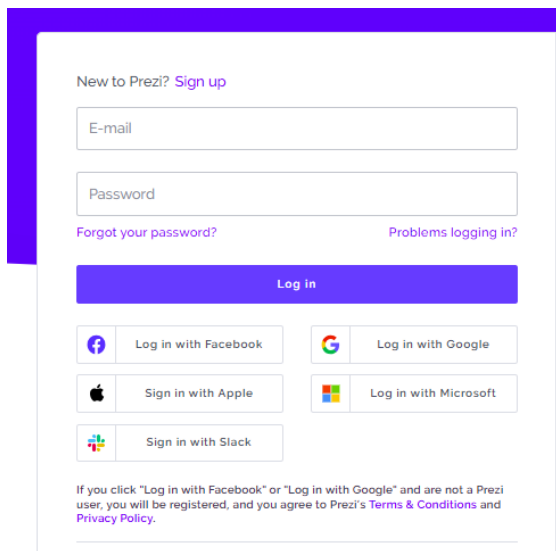 New to Prezi? Sign up
E-mail
Password
Forgot your password? Problems logging in?
Log in
Log in with Facebook Log in with Google
Sign in with Apple Log in with Microsoft
Sign in with Slack
If you click "Log in with Facebook" or "Log in with Google" and are not a Prezi
user, you will be registered, and you agree to Prezi's Terms & Conditions and
Privacy Policy.